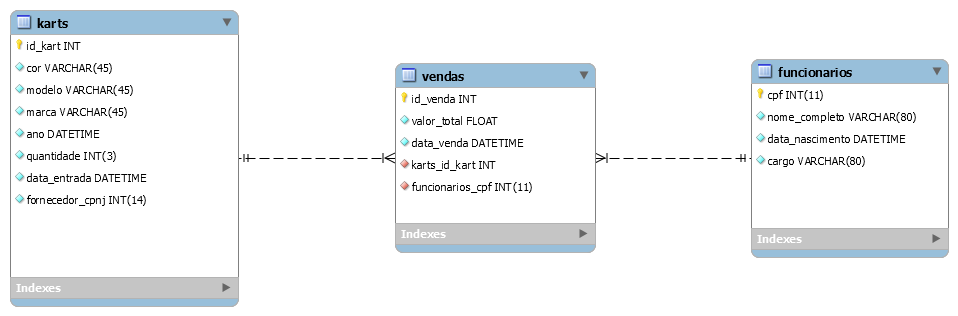 karts
id_kart INT
cor VARCHAR(45)
modelo VARCHAR(45)
marca VARCHAR(45)
ano DATETIME
quantidade INT(3)
data_entrada DATETIME
fornecedor_cpnj INT(14)
Indexes
vendas
id_venda INT
valor_total FLOAT
data_venda DATETIME
karts_id_kart INT
funcionarios_cpf INT(11)
Indexes
funcionarios
cpf INT(11)
nome_completo VARCHAR(80)
data_nascimento DATETIME
cargo VARCHAR(80)
Indexes